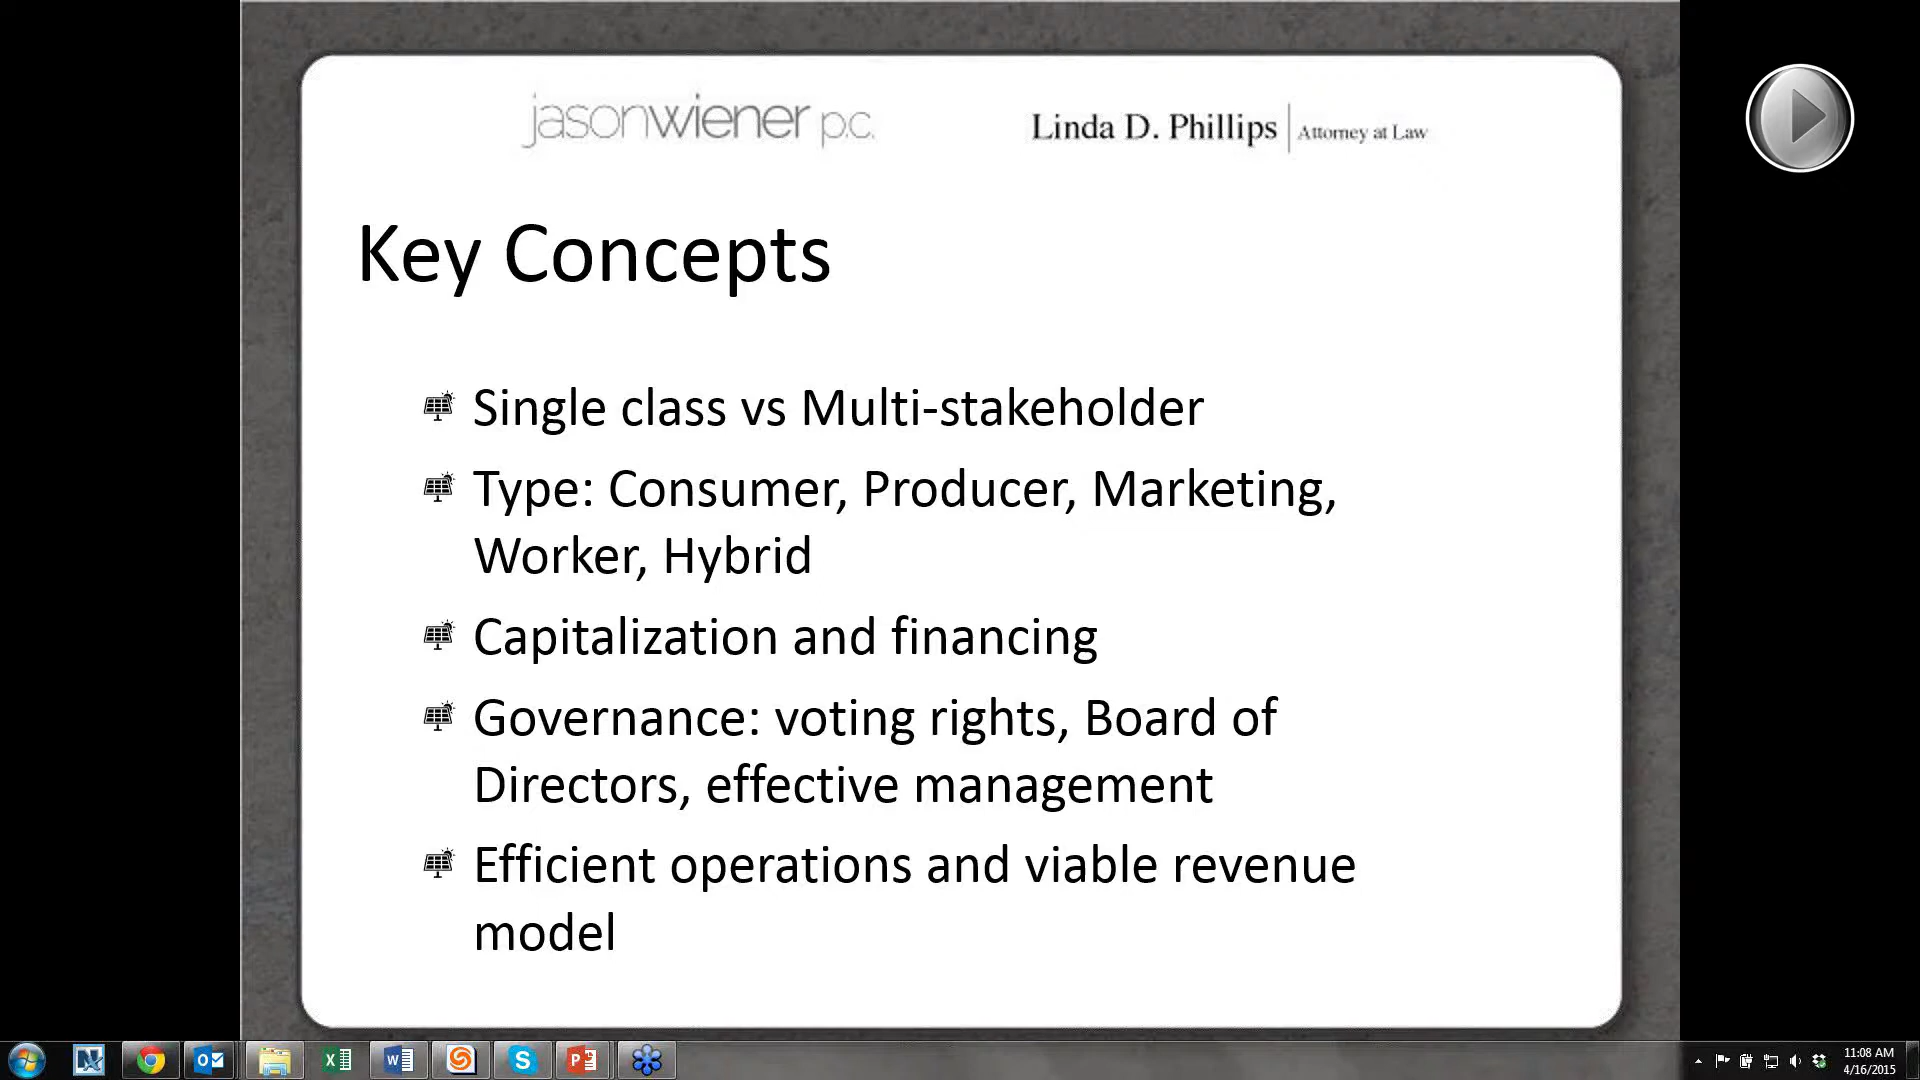 jasonwiener p.c.
Linda D. Phillips | Attorney at Law
Key Concepts
Single class vs Multi-stakeholder
Type: Consumer, Producer, Marketing,
Worker, Hybrid
Capitalization and financing
Governance: voting rights, Board of
Directors, effective management
Efficient operations and viable revenue
model
11:08 AM
4/16/2015